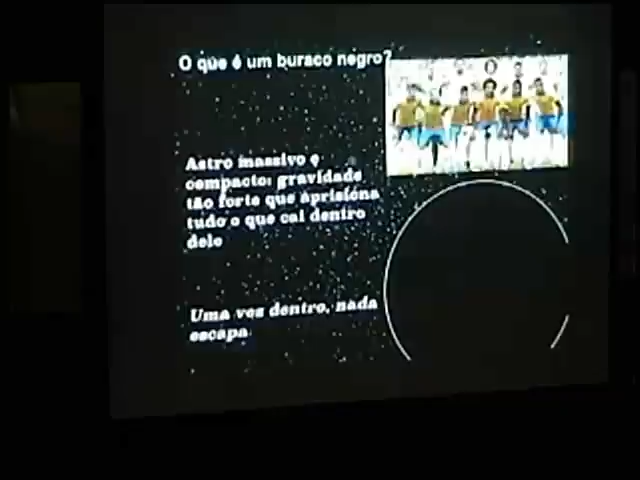 O que é um buraco negro?
Astro massivo e
compacto: gravidade
tão forte que aprisiona
tudo o que cai dentro
dele
Uma vez dentro, nada
escapa